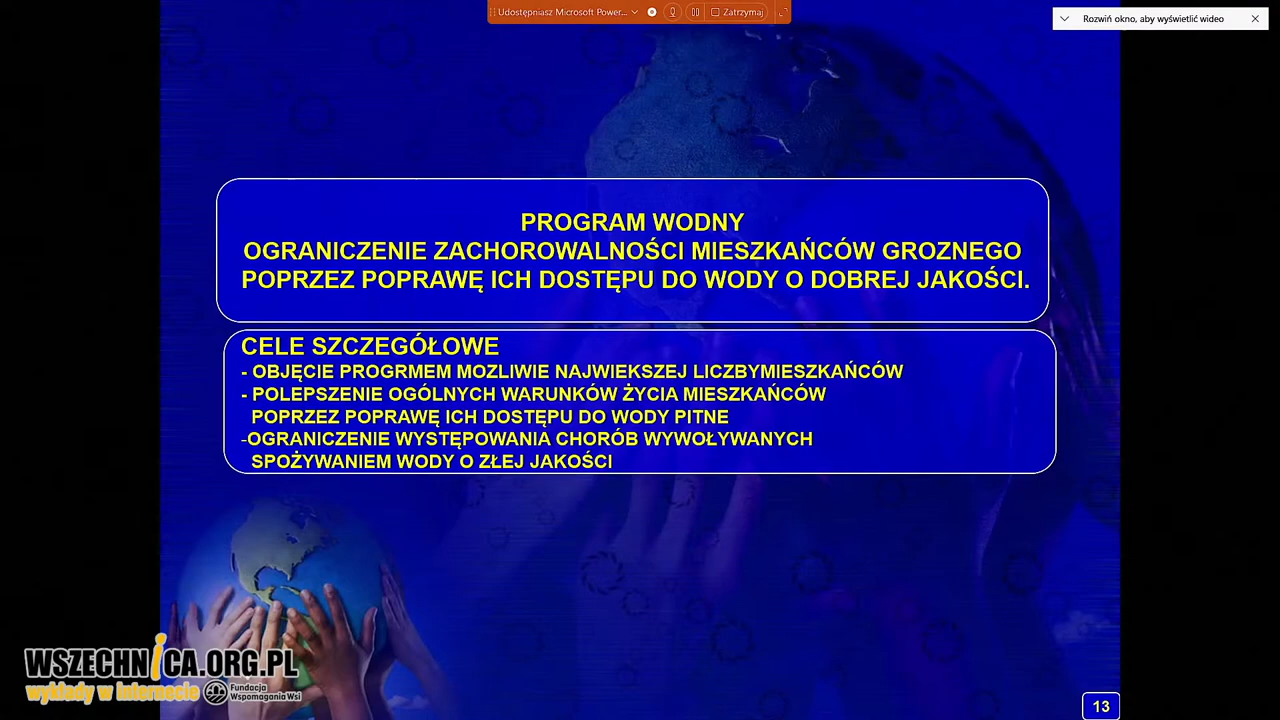 Udostępniasz Microsoft Power...
Zatrzymaj
Rozwiń okno, aby wyświetlić wideo
PROGRAM WODNY
OGRANICZENIE ZACHOROWALNOŚCI MIESZKAŃCÓW GROZNEGO
POPRZEZ POPRAWĘ ICH DOSTĘPU DO WODY O DOBREJ JAKOŚCI.
CELE SZCZEGÓŁOWE
- OBJĘCIE PROGRMEM MOZLIWIE NAJWIEKSZEJ LICZBYMIESZKAŃCÓW
- POLEPSZENIE OGÓLNYCH WARUNKÓW ŻYCIA MIESZKAŃCÓW
POPRZEZ POPRAWĘ ICH DOSTĘPU DO WODY PITNE
-OGRANICZENIE WYSTĘPOWANIA CHORÓB WYWOŁYWANYCH
SPOŻYWANIEM WODY O ZŁEJ JAKOŚCI
WSZECHNICA.ORG.PL
wykłady w internecie
Fundacja
Wspomagania Wsi
13